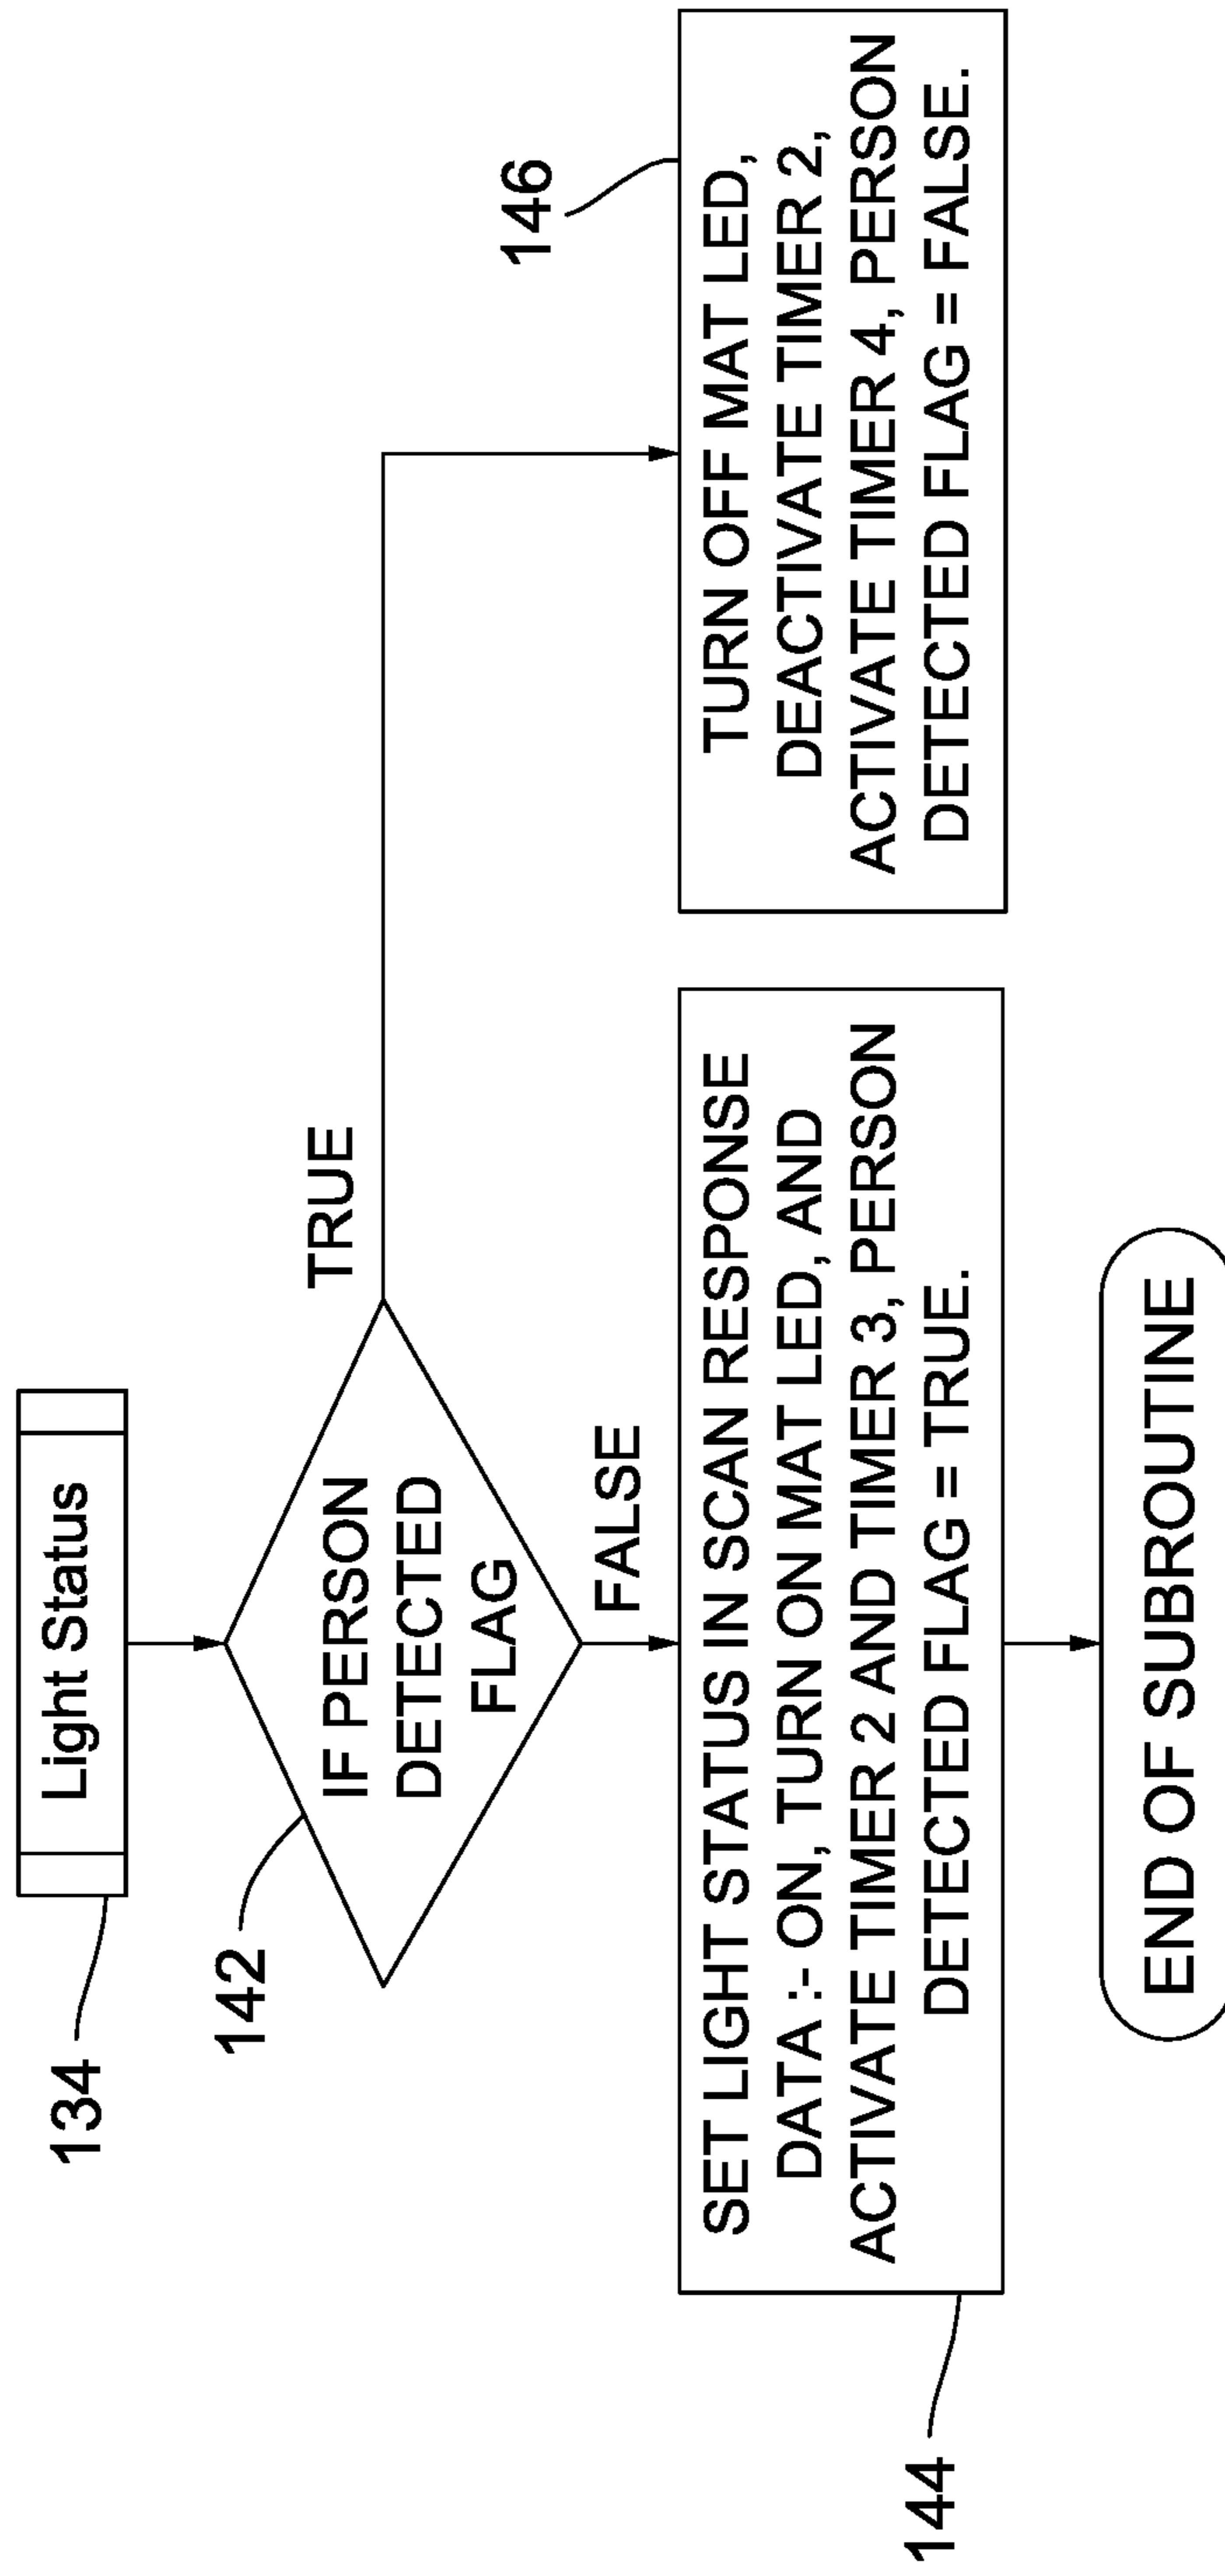 134
Light Status
142
IF PERSON
DETECTED
FLAG
TRUE
FALSE
144
SET LIGHT STATUS IN SCAN RESPONSE
DATA :- ON, TURN ON MAT LED, AND
ACTIVATE TIMER 2 AND TIMER 3, PERSON
DETECTED FLAG = TRUE.
146
TURN OFF MAT LED,
DEACTIVATE TIMER 2,
ACTIVATE TIMER 4, PERSON
DETECTED FLAG = FALSE.
END OF SUBROUTINE